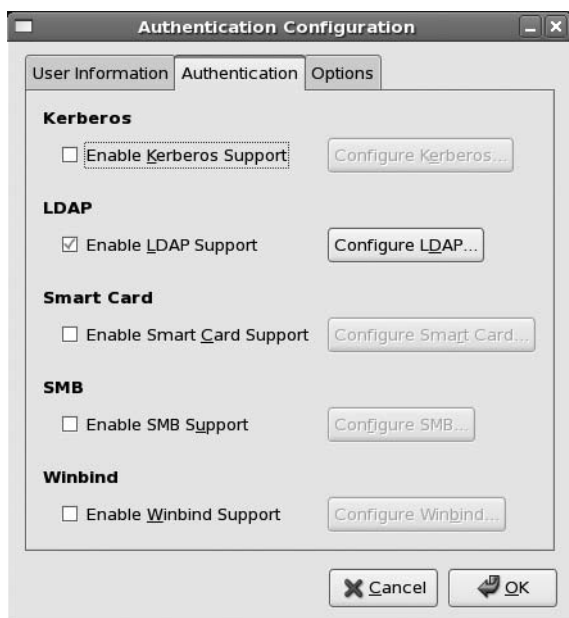 Authentication Configuration
User Information Authentication Options
Kerberos
Enable Kerberos Support Configure Kerberos...
LDAP
Enable LDAP Support Configure LDAP...
Smart Card
Enable Smart Card Support Configure Smart Card...
SMB
Enable SMB Support Configure SMB...
Winbind
Enable Winbind Support Configure Winbind...
Cancel OK